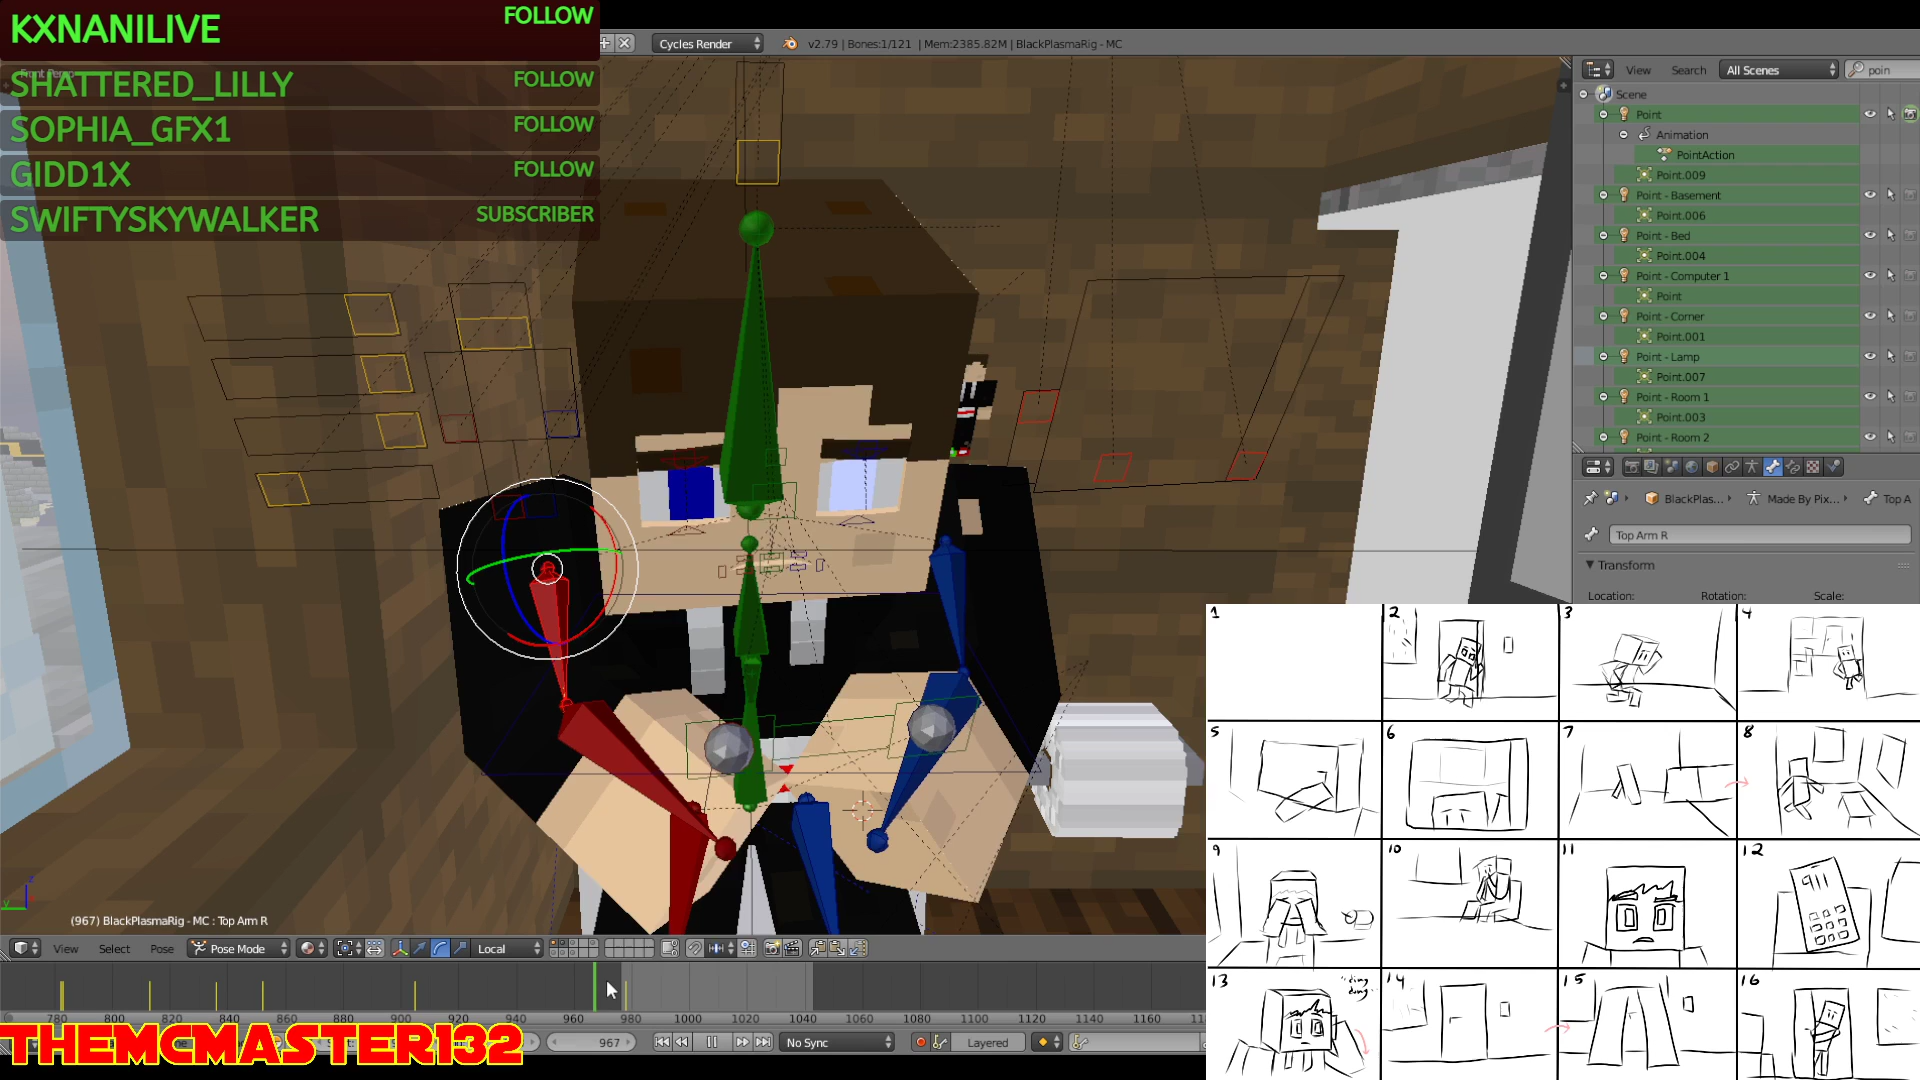 KXNANILIVE FOLLOW
SHATTERED_LILLY FOLLOW
SOPHIA_GFX1 FOLLOW
GIDD1X FOLLOW
SWIFTYSKYWALKER SUBSCRIBER
Cycles Render v2.79 | Bones:1/121 | Mem:2385.82M | BlackPlasmaRig - MC
View Search All Scenes poin
Scene
Point
Animation
PointAction
Point.009
Point - Basement
Point.006
Point - Bed
Point.004
Point - Computer 1
Point
Point - Corner
Point.001
Point - Lamp
Point.007
Point - Room 1
Point.003
Point - Room 2
BlackPlas... Made By Pix... Top A
Top Arm R
Transform
Location: Rotation: Scale:
(967) BlackPlasmaRig - MC : Top Arm R
View Select Pose Pose Mode Local
780 800 820 840 860 880 900 920 940 960 980 1000 1020 1040 1060 1080 1100 1120 1140 1160
967 No Sync Layered
THEMCMASTER132
1 2 3 4
5 6 7 8
9 10 11 12
911
13 14 15 16
"ding
dong"